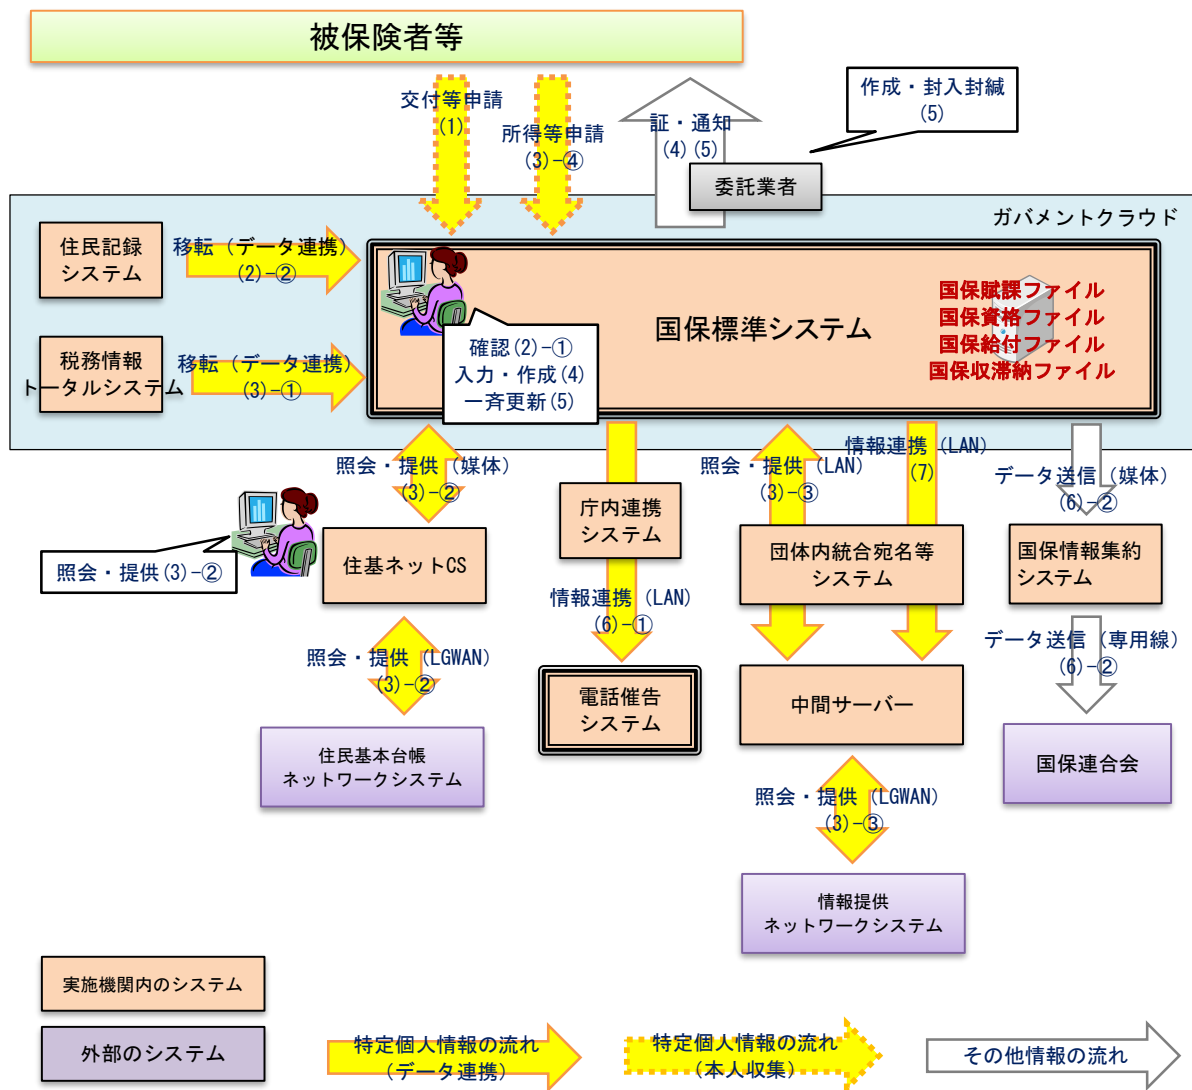 被保険者等
交付等申請
(1)
所得等申請
(3)-④
証・通知
(4)(5)
作成・封入封緘
(5)
委託業者
ガバメントクラウド
住民記録
システム
移転（データ連携）
(2)-②
税務情報
トータルシステム
移転（データ連携）
(3)-①
国保標準システム
国保賦課ファイル
国保資格ファイル
国保給付ファイル
国保収滞納ファイル
確認(2)-①
入力・作成(4)
一斉更新(5)
照会・提供（媒体）
(3)-②
照会・提供(3)-②
住基ネットCS
照会・提供（LGWAN）
(3)-②
住民基本台帳
ネットワークシステム
庁内連携
システム
情報連携（LAN）
(6)-①
電話催告
システム
照会・提供（LAN）
(3)-③
情報連携（LAN）
(7)
団体内統合宛名等
システム
中間サーバー
照会・提供（LGWAN）
(3)-③
情報提供
ネットワークシステム
データ送信（媒体）
(6)-②
国保情報集約
システム
データ送信（専用線）
(6)-②
国保連合会
実施機関内のシステム
外部のシステム
特定個人情報の流れ
（データ連携）
特定個人情報の流れ
（本人収集）
その他情報の流れ